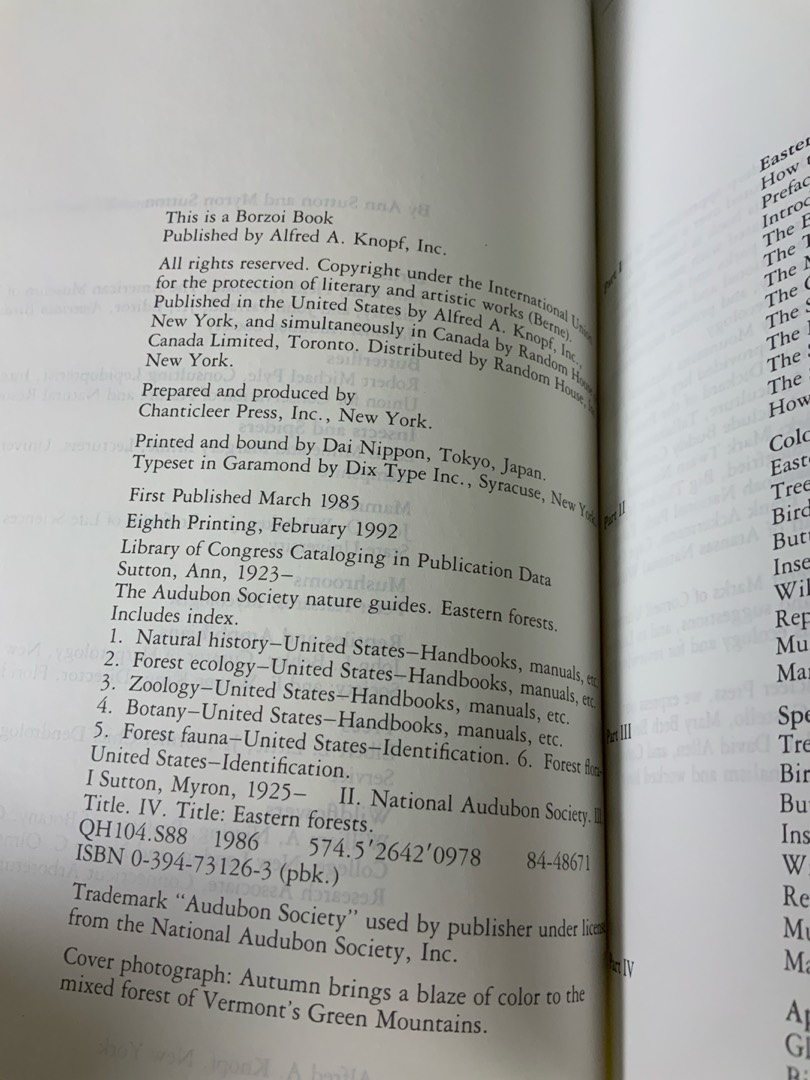 This is a Borzoi Book
Published by Alfred A. Knopf, Inc.
All rights reserved. Copyright under the International Union
for the protection of literary and artistic works (Berne).
Published in the United States by Alfred A. Knopf, Inc.,
New York, and simultaneously in Canada by Random House
Canada Limited, Toronto. Distributed by Random House, Inc.
New York.
Prepared and produced by
Chanticleer Press, Inc., New York.
Printed and bound by Dai Nippon, Tokyo, Japan.
Typeset in Garamond by Dix Type Inc., Syracuse, New York.
First Published March 1985
Eighth Printing, February 1992
Library of Congress Cataloging in Publication Data
Sutton, Ann, 1923–
The Audubon Society nature guides. Eastern forests.
Includes index.
1. Natural history–United States–Handbooks, manuals, etc.
2. Forest ecology–United States–Handbooks, manuals, etc.
3. Zoology–United States–Handbooks, manuals, etc.
4. Botany–United States–Handbooks, manuals, etc.
5. Forest fauna–United States–Identification. 6. Forest flora–
United States–Identification.
I Sutton, Myron, 1925– II. National Audubon Society. III.
Title. IV. Title: Eastern forests.
QH104.S88 1986 574.5′2642′0978 84-48671
ISBN 0-394-73126-3 (pbk.)
Trademark “Audubon Society” used by publisher under license
from the National Audubon Society, Inc.
Cover photograph: Autumn brings a blaze of color to the
mixed forest of Vermont's Green Mountains.
Part I
Part II
Part III
Part IV
Easter
How t
Prefac
Introd
The E
The T
The N
The C
The S
The
The S
The
How
Colo
East
Tree
Bird
But
Inse
Wil
Rep
Mu
Ma
Spe
Tre
Bir
Bu
Ins
W
Re
Mu
Ma
Ap
Gl